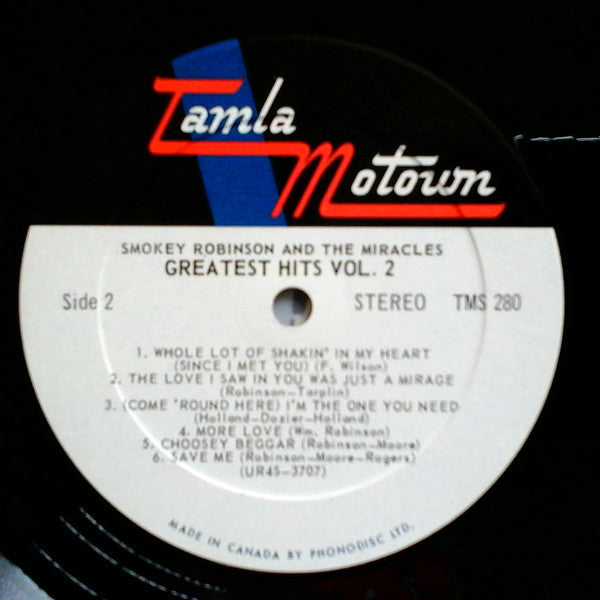 Tamla
Motown
SMOKEY ROBINSON AND THE MIRACLES
GREATEST HITS VOL. 2
Side 2 STEREO TMS 280
1. WHOLE LOT OF SHAKIN' IN MY HEART
(SINCE I MET YOU) (F. Wilson)
2. THE LOVE I SAW IN YOU WAS JUST A MIRAGE
(Robinson-Tarplin)
3. (COME 'ROUND HERE) I'M THE ONE YOU NEED
(Holland-Dozier-Holland)
4. MORE LOVE (Wm. Robinson)
5. CHOOSEY BEGGAR (Robinson-Moore)
6. SAVE ME (Robinson-Moore-Rogers)
(UR4S-3707)
MADE IN CANADA BY PHONODISC LTD.